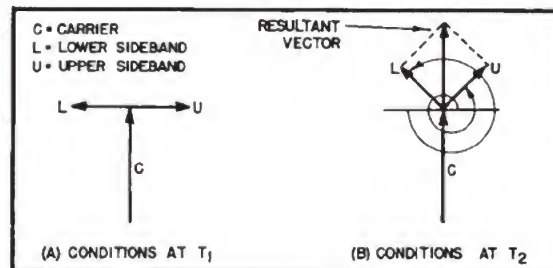 C = CARRIER
L = LOWER SIDEBAND
U = UPPER SIDEBAND
L
U
C
(A) CONDITIONS AT T1
RESULTANT
VECTOR
L
U
C
(B) CONDITIONS AT T2